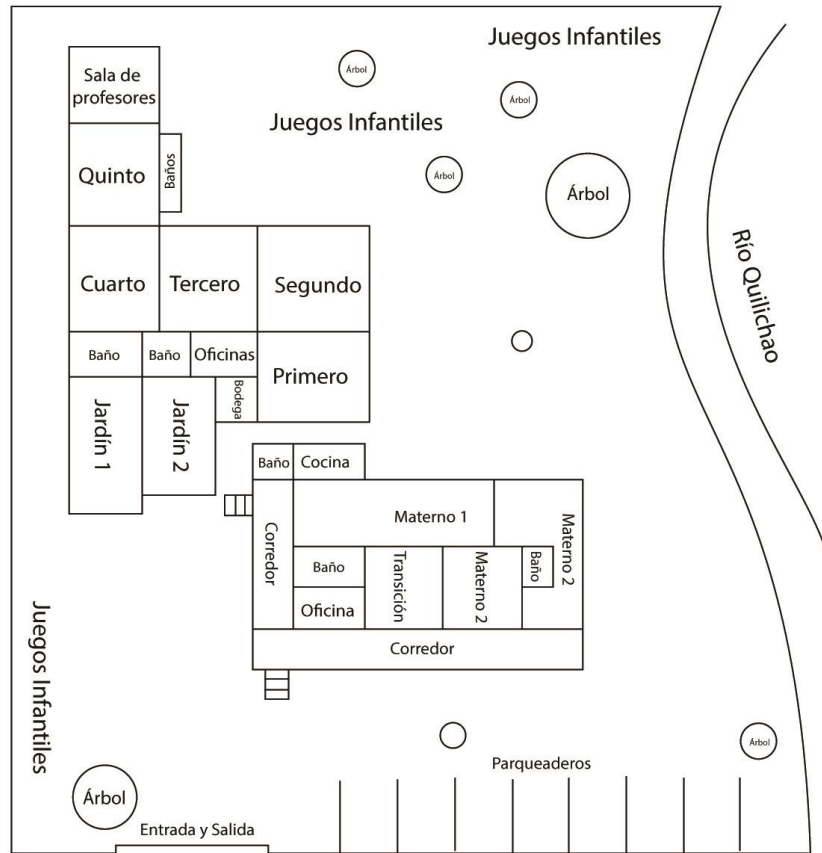 Juegos Infantiles
Árbol
Árbol
Juegos Infantiles
Sala de
profesores
Árbol
Árbol
Quinto
Baños
Cuarto
Tercero
Segundo
Río Quilichao
Baño
Baño
Oficinas
Primero
Bodega
Jardín 1
Jardín 2
Baño
Cocina
Corredor
Materno 1
Materno 2
Baño
Transición
Materno 2
Baño
Oficina
Corredor
Juegos Infantiles
Árbol
Parqueaderos
Árbol
Entrada y Salida